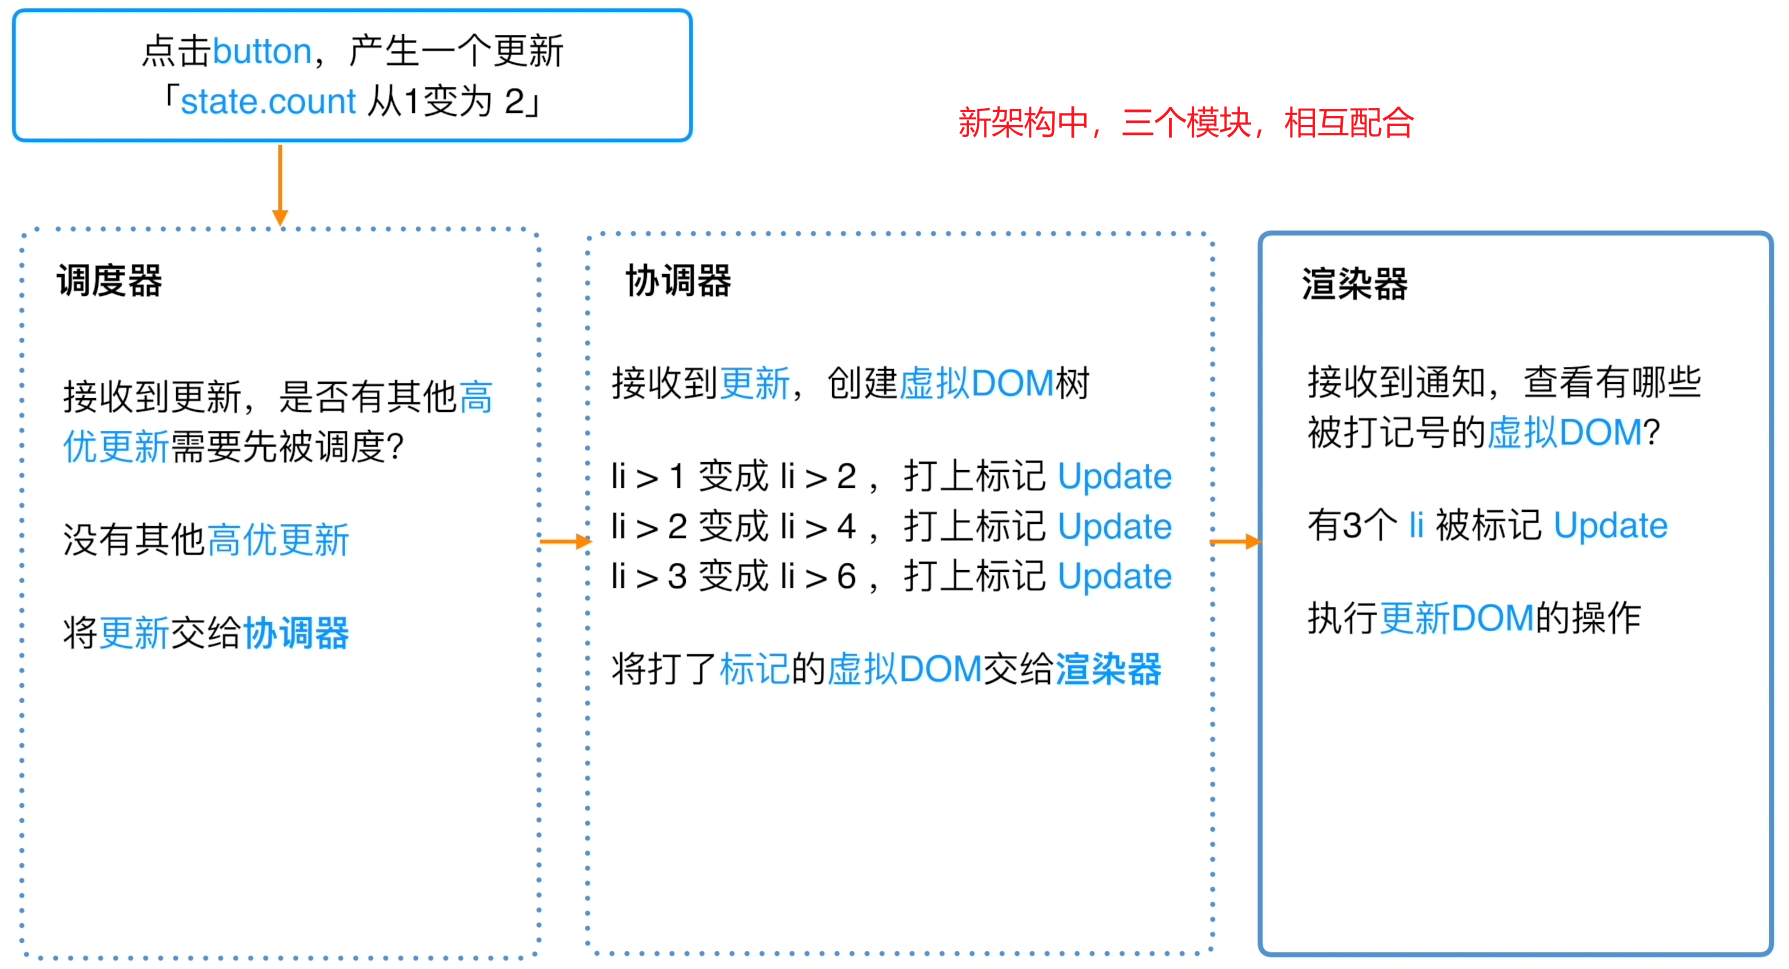 点击button，产生一个更新
「state.count 从1变为 2」
新架构中，三个模块，相互配合
调度器
接收到更新，是否有其他高
优更新需要先被调度？
没有其他高优更新
将更新交给协调器
协调器
接收到更新，创建虚拟DOM树
li > 1 变成 li > 2 ，打上标记 Update
li > 2 变成 li > 4 ，打上标记 Update
li > 3 变成 li > 6 ，打上标记 Update
将打了标记的虚拟DOM交给渲染器
渲染器
接收到通知，查看有哪些
被打记号的虚拟DOM？
有3个 li 被标记 Update
执行更新DOM的操作